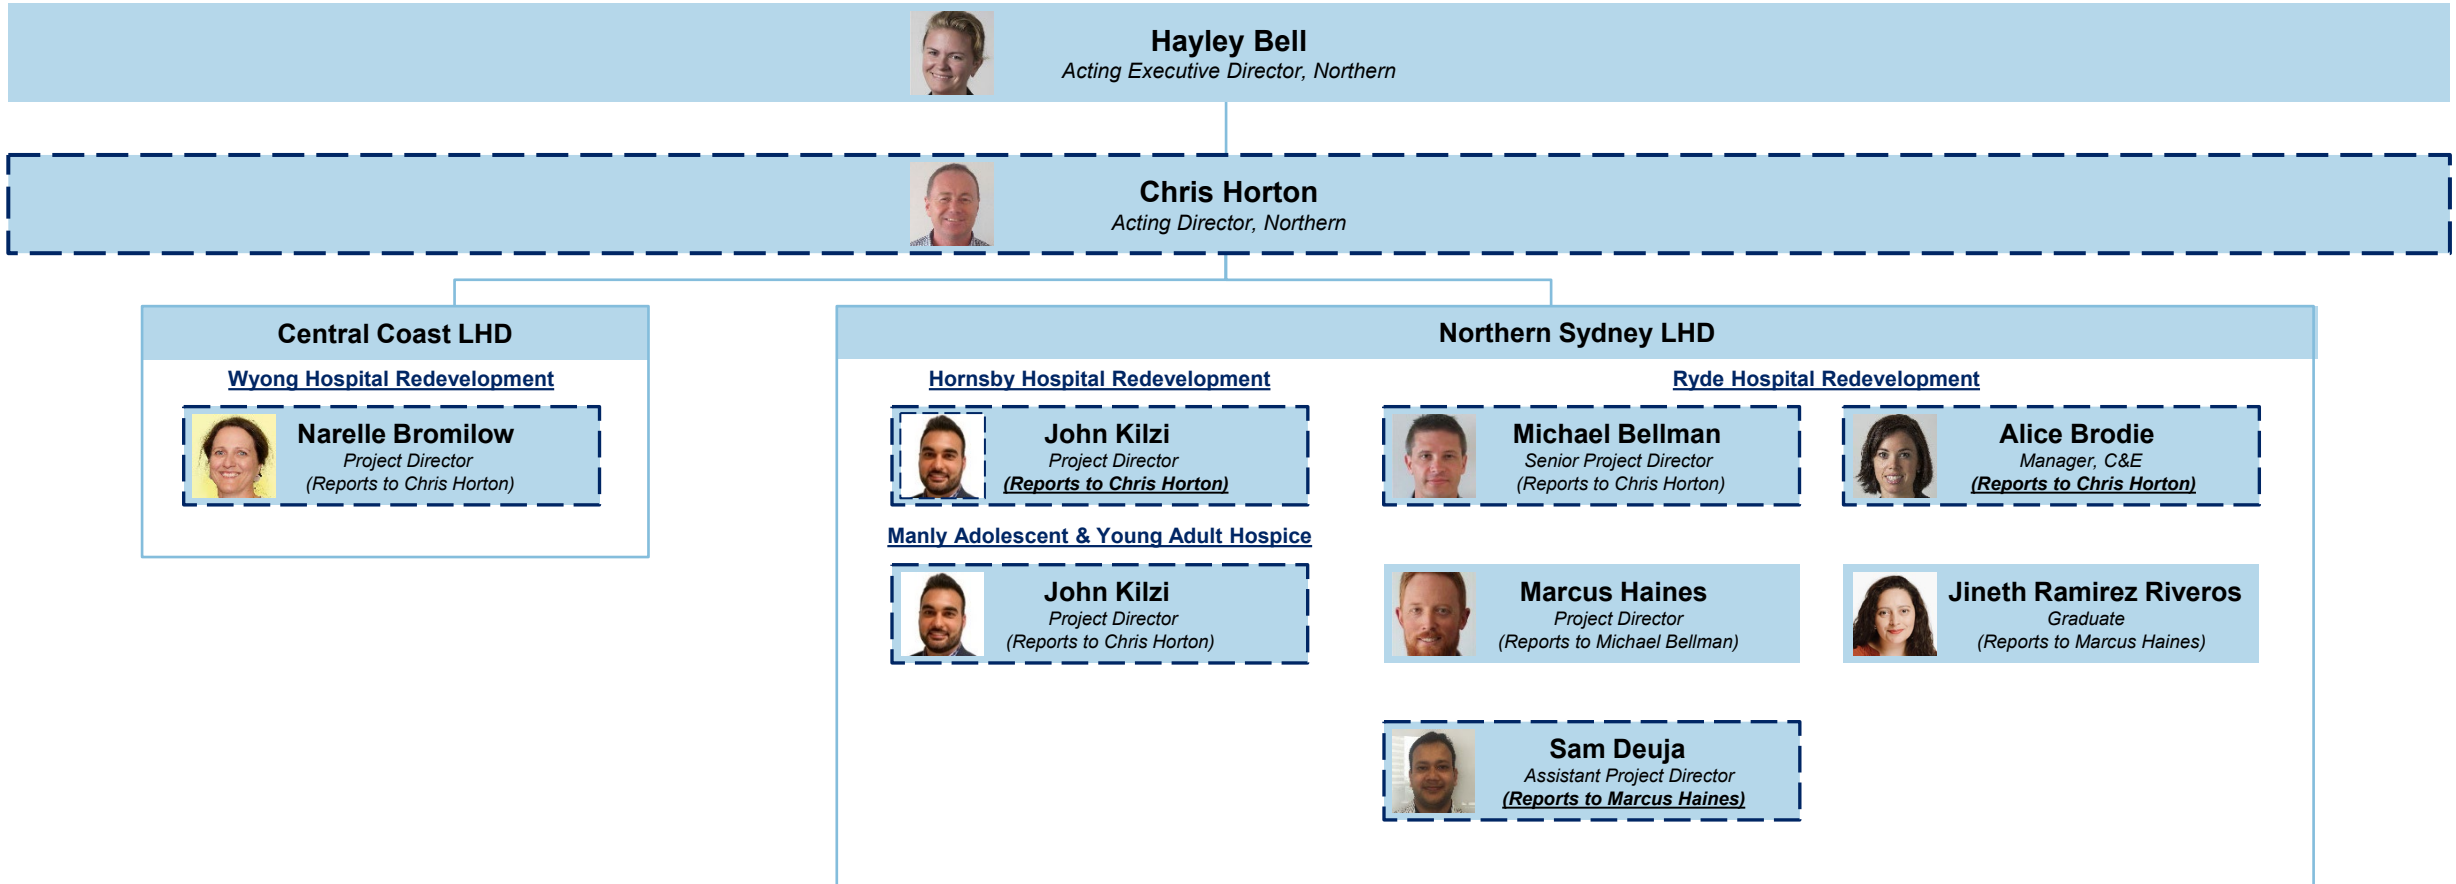 Hayley Bell
Acting Executive Director, Northern
Chris Horton
Acting Director, Northern
Central Coast LHD
Wyong Hospital Redevelopment
Narelle Bromilow
Project Director
(Reports to Chris Horton)
Northern Sydney LHD
Hornsby Hospital Redevelopment
John Kilzi
Project Director
(Reports to Chris Horton)
Manly Adolescent & Young Adult Hospice
John Kilzi
Project Director
(Reports to Chris Horton)
Ryde Hospital Redevelopment
Michael Bellman
Senior Project Director
(Reports to Chris Horton)
Alice Brodie
Manager, C&E
(Reports to Chris Horton)
Marcus Haines
Project Director
(Reports to Michael Bellman)
Jineth Ramirez Riveros
Graduate
(Reports to Marcus Haines)
Sam Deuja
Assistant Project Director
(Reports to Marcus Haines)